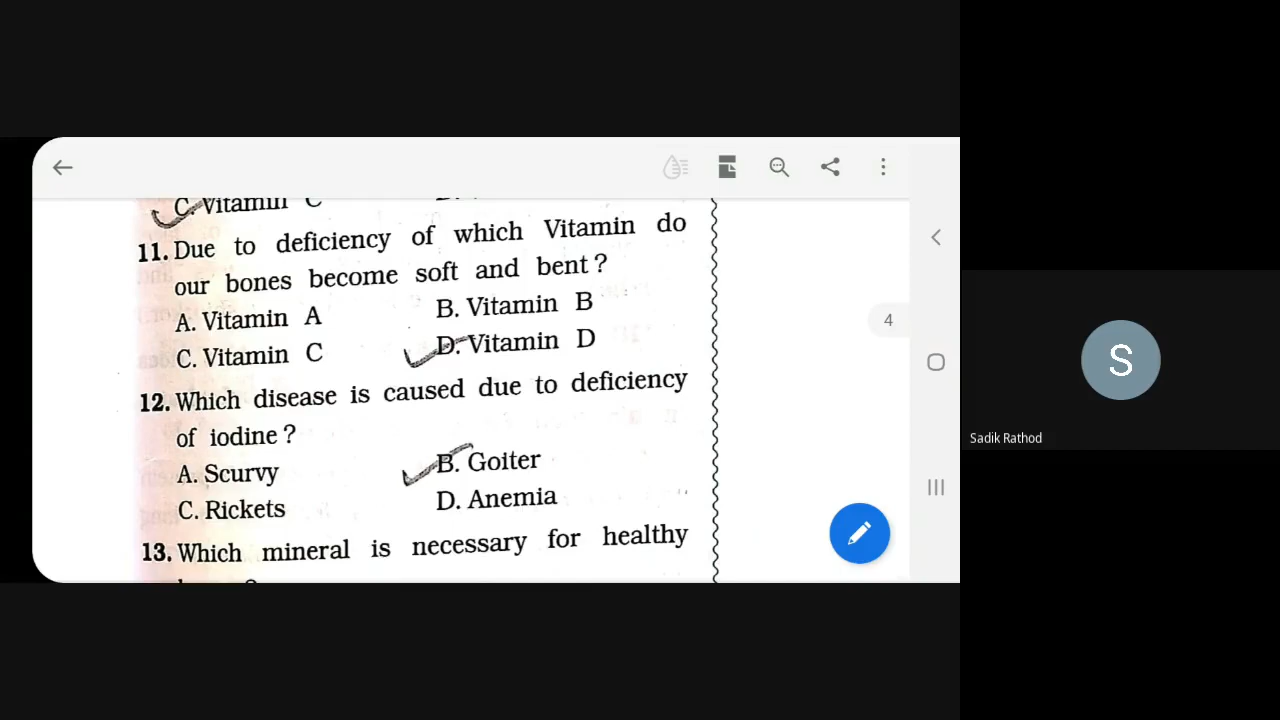 C. Vitamin C
11. Due to deficiency of which Vitamin do
our bones become soft and bent?
A. Vitamin A B. Vitamin B
C. Vitamin C D. Vitamin D
4
12. Which disease is caused due to deficiency
of iodine?
A. Scurvy B. Goiter
C. Rickets D. Anemia
13. Which mineral is necessary for healthy
S
Sadik Rathod